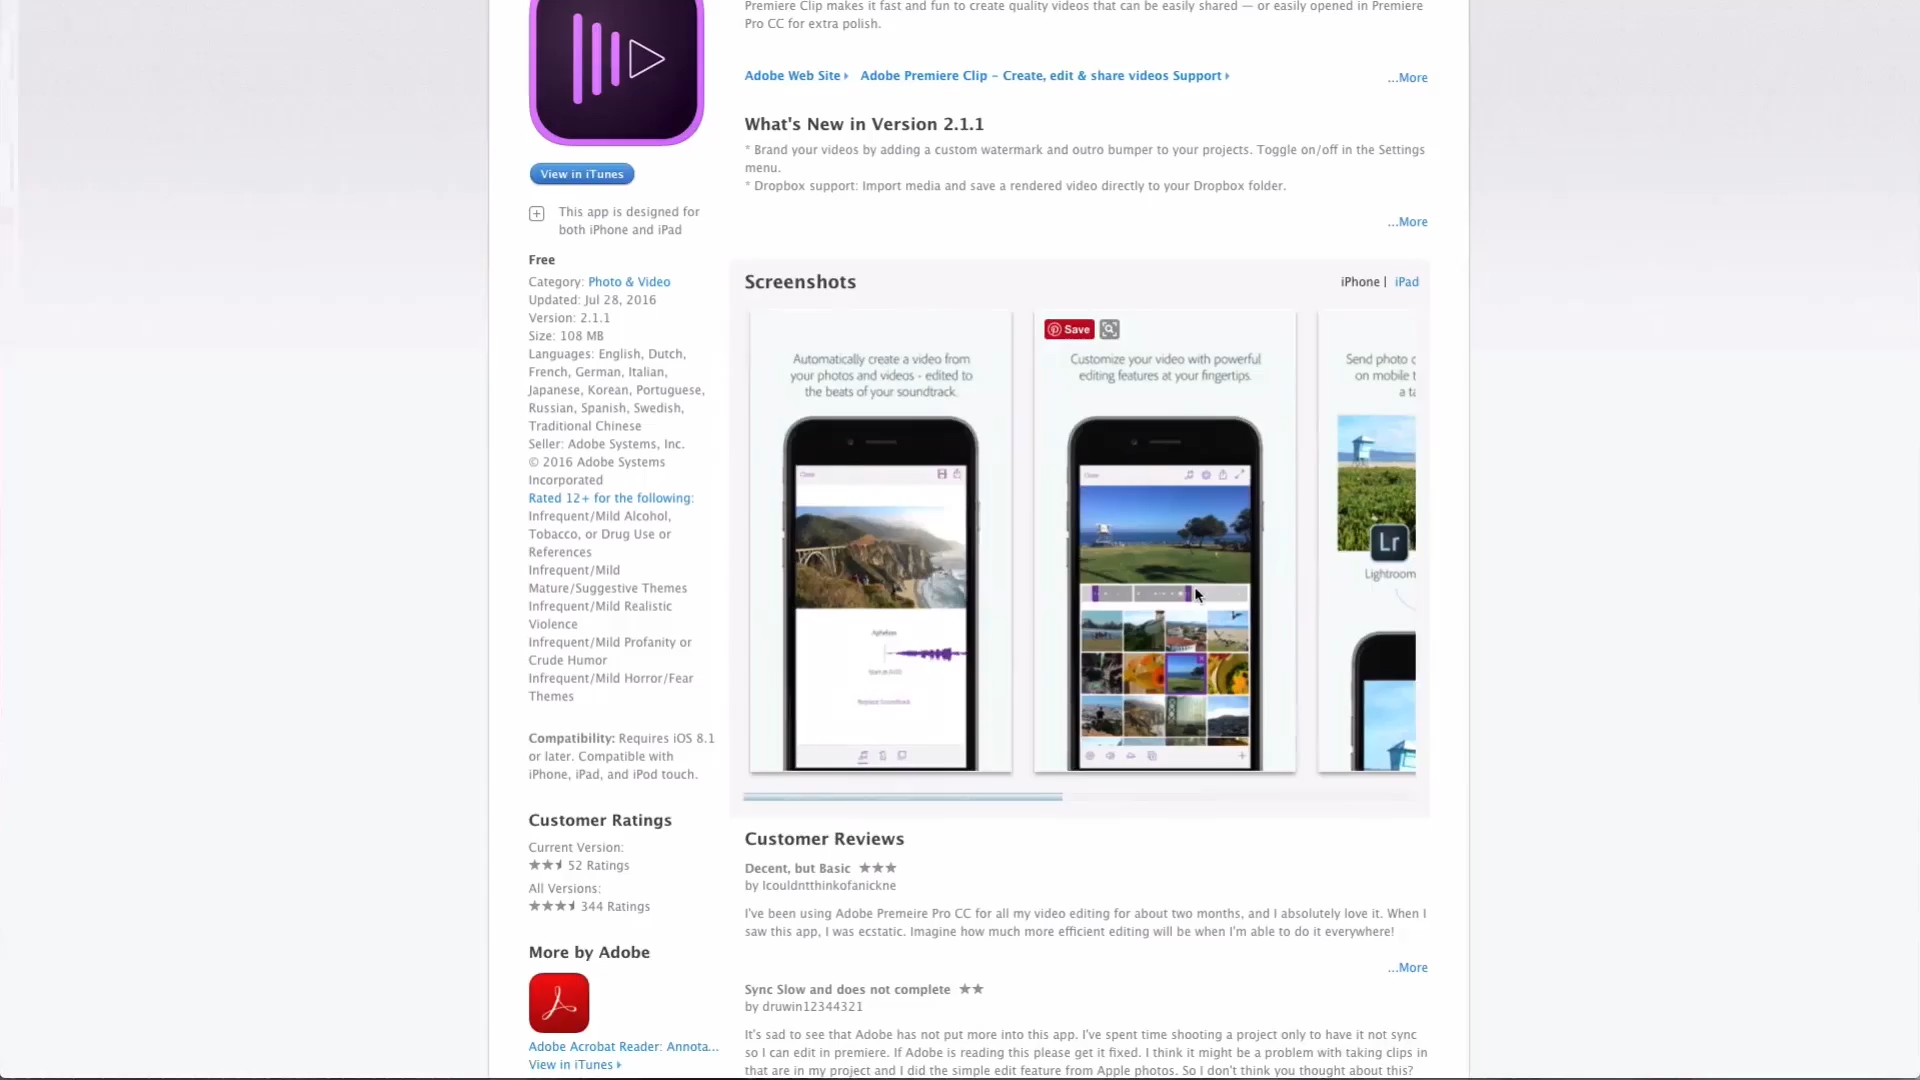 Premiere Clip makes it fast and fun to create quality videos that can be easily shared — or easily opened in Premiere
Pro CC for extra polish.
Adobe Web Site
Adobe Premiere Clip – Create, edit & share videos Support
...More
What's New in Version 2.1.1
* Brand your videos by adding a custom watermark and outro bumper to your projects. Toggle on/off in the Settings
menu.
* Dropbox support: Import media and save a rendered video directly to your Dropbox folder.
...More
View in iTunes
This app is designed for
both iPhone and iPad
Free
Category: Photo & Video
Updated: Jul 28, 2016
Version: 2.1.1
Size: 108 MB
Languages: English, Dutch,
French, German, Italian,
Japanese, Korean, Portuguese,
Russian, Spanish, Swedish,
Traditional Chinese
Seller: Adobe Systems, Inc.
© 2016 Adobe Systems
Incorporated
Rated 12+ for the following:
Infrequent/Mild Alcohol,
Tobacco, or Drug Use or
References
Infrequent/Mild
Mature/Suggestive Themes
Infrequent/Mild Realistic
Violence
Infrequent/Mild Profanity or
Crude Humor
Infrequent/Mild Horror/Fear
Themes
Compatibility: Requires iOS 8.1
or later. Compatible with
iPhone, iPad, and iPod touch.
Customer Ratings
Current Version:
52 Ratings
All Versions:
344 Ratings
More by Adobe
Adobe Acrobat Reader: Annota...
View in iTunes
Screenshots
iPhone | iPad
Automatically create a video from
your photos and videos - edited to
the beats of your soundtrack.
Close
Start at 0:00
Replace Soundtrack
Save
Customize your video with powerful
editing features at your fingertips.
Close
Send photo
on mobile
Lr
Lightroom
Customer Reviews
Decent, but Basic ★★★
by Icouldntthinkofanickne
I've been using Adobe Premeire Pro CC for all my video editing for about two months, and I absolutely love it. When I
saw this app, I was ecstatic. Imagine how much more efficient editing will be when I'm able to do it everywhere!
...More
Sync Slow and does not complete ★★
by druwin12344321
It's sad to see that Adobe has not put more into this app. I've spent time shooting a project only to have it not sync
so I can edit in premiere. If Adobe is reading this please get it fixed. I think it might be a problem with taking clips in
that are in my project and I did the simple edit feature from Apple photos. So I don't think you thought about this?